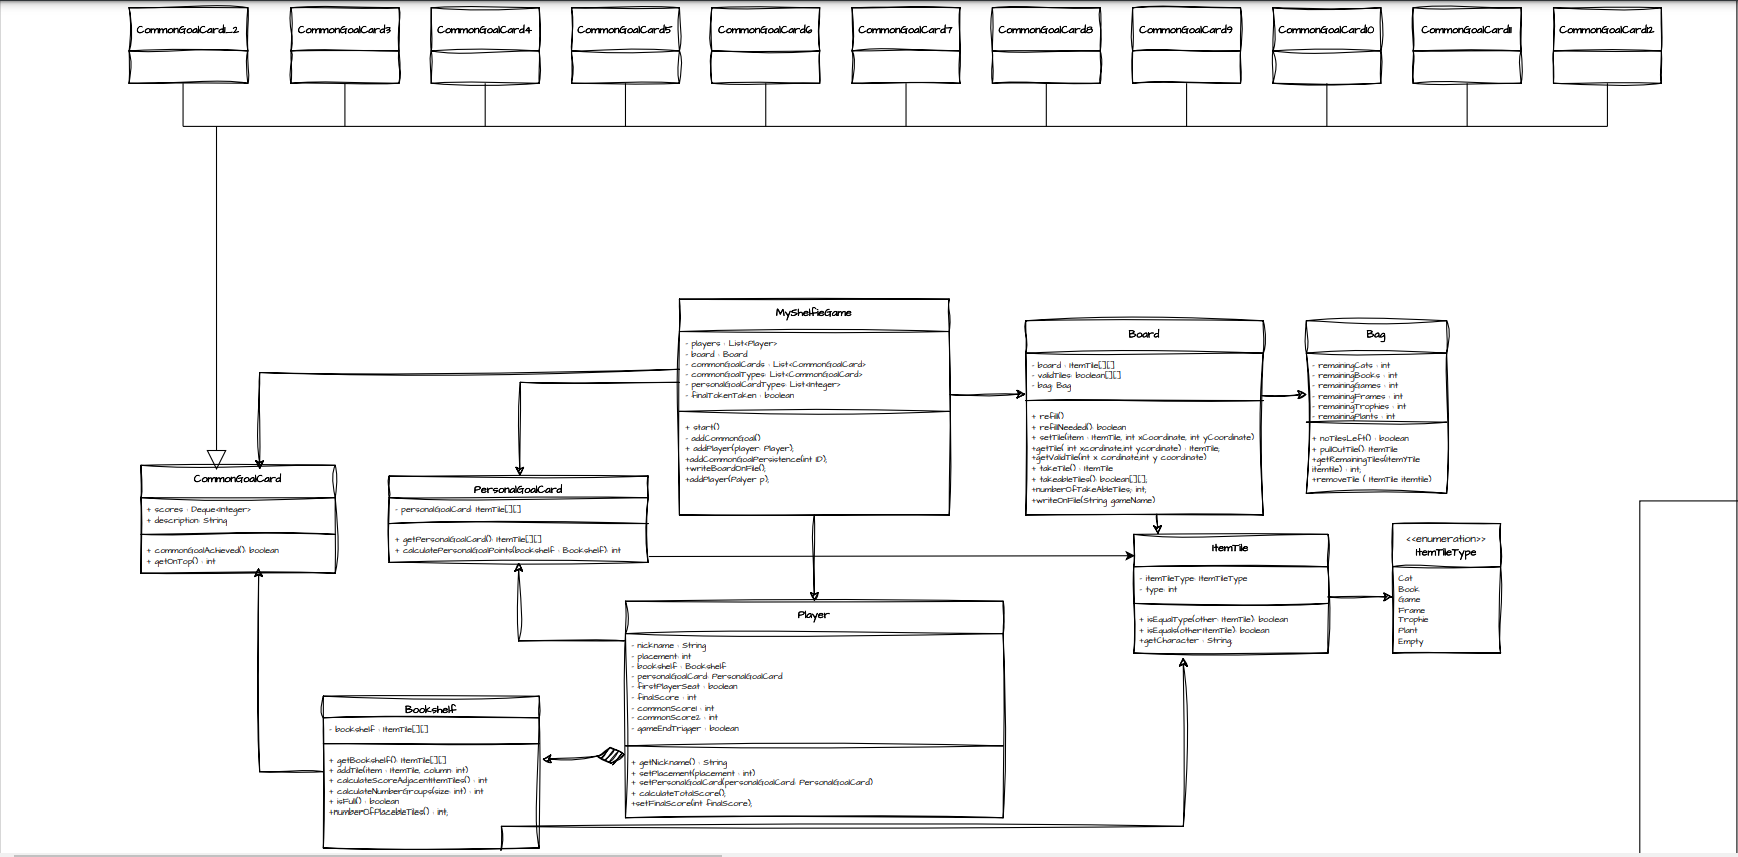 CommonGoalCard1_2
CommonGoalCard3
CommonGoalCard4
CommonGoalCard5
CommonGoalCard6
CommonGoalCard7
CommonGoalCard8
CommonGoalCard9
CommonGoalCard10
CommonGoalCard11
CommonGoalCard12
MyShelfieGame
- players : List<Player>
- board : Board
- commonGoalCards : List<CommonGoalCard>
- commonGoalTypes: List<CommonGoalCard>
- personalGoalCardTypes: List<Integer>
- finalTokenTaken : boolean
+ start()
- addCommonGoal()
+ addPlayer(player: Player);
+addCommonGoalPersistence(int ID);
+writeBoardOnFile();
+addPlayer(Palyer p);
Board
- board : ItemTile[][]
- validTiles: boolean[][]
- bag: Bag
+ refill()
+ refillNeeded(): boolean
+ setTile(item : ItemTile, int xCoordinate, int yCoordinate)
+getTile( int xcordinate,int ycordinate) : ItemTile;
+getValidTile(int x cordinate,int y coordinate)
+ takeTile() : ItemTile
+ takeableTiles(): boolean[][];
+numberOfTakeAbleTiles: int;
+writeOnFile(String gameName)
Bag
- remainingCats : int
- remainingBooks : int
- remainingGames : int
- remainingFrames : int
- remainingTrophies : int
- remainingPlants : int
+ noTilesLeft() : boolean
+ pullOutTile(): ItemTile
+getRemainingTiles(ItemYTile
itemtile) : int;
+removeTile ( ItemTile itemtile)
CommonGoalCard
+ scores : Deque<Integer>
+ description: String
+ commonGoalAchieved(): boolean
+ getOnTop() : int
PersonalGoalCard
- personalGoalCard: ItemTile[][]
+ getPersonalGoalCard(): ItemTile[][]
+ calculatePersonalGoalPoints(bookshelf : Bookshelf): int
ItemTile
- itemTileType: ItemTileType
- type: int
+ isEqualType(other: ItemTile): boolean
+ isEquals(otherItemTile): boolean
+getCharacter : String
<<enumeration>>
ItemTileType
Cat
Book
Game
Frame
Trophie
Plant
Empty
Player
- nickname : String
- placement: int
- bookshelf : Bookshelf
- personalGoalCard: PersonalGoalCard
- firstPlayerSeat : boolean
- finalScore : int
- commonScore1 : int
- commonScore2 : int
- gameEndTrigger : boolean
+ getNickname() : String
+ setPlacement(placement : int)
+ setPersonalGoalCard(personalGoalCard: PersonalGoalCard)
+ calculateTotalScore();
+setFinalScore(int finalScore);
Bookshelf
- bookshelf : ItemTile[][]
+ getBookshelf(): ItemTile[][]
+ addTile(item : ItemTile, column: int)
+ calculateScoreAdjacentItemTiles() : int
+ calculateNumberGroups(size: int) : int
+ isFull() : boolean
+numberOfPlacebleTiles() : int;